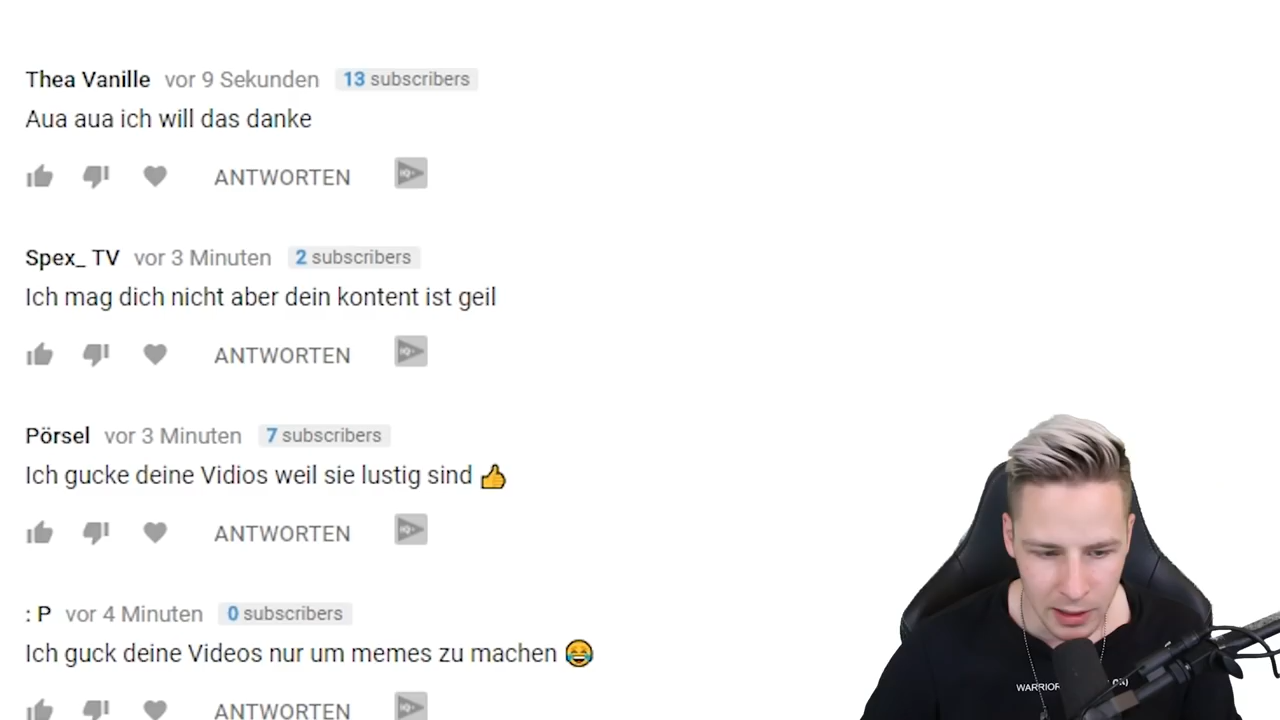 Thea Vanille vor 9 Sekunden 13 subscribers
Aua aua ich will das danke
ANTWORTEN
Spex_ TV vor 3 Minuten 2 subscribers
Ich mag dich nicht aber dein kontent ist geil
ANTWORTEN
Pörsel vor 3 Minuten 7 subscribers
Ich gucke deine Vidios weil sie lustig sind 👍
ANTWORTEN
: P vor 4 Minuten 0 subscribers
Ich guck deine Videos nur um memes zu machen 😂
ANTWORTEN